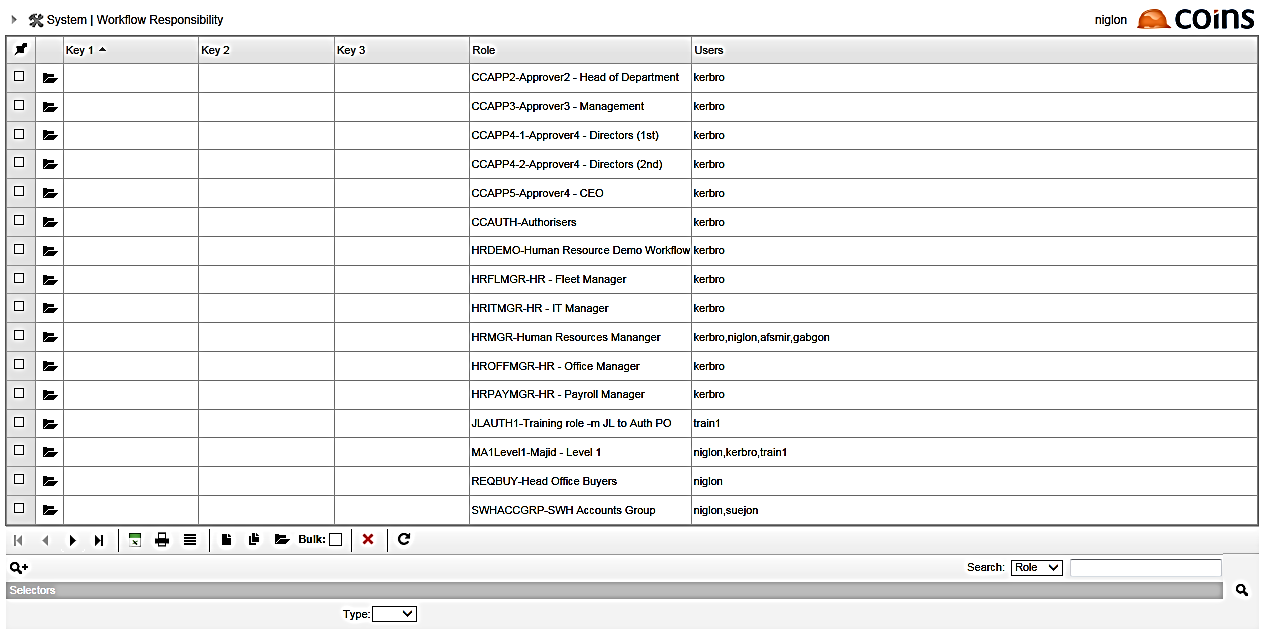 System | Workflow Responsibility
niglon coins
Key 1 Key 2 Key 3 Role Users
CCAPP2-Approver2 - Head of Department kerbro
CCAPP3-Approver3 - Management kerbro
CCAPP4-1-Approver4 - Directors (1st) kerbro
CCAPP4-2-Approver4 - Directors (2nd) kerbro
CCAPP5-Approver4 - CEO kerbro
CCAUTH-Authorisers kerbro
HRDEMO-Human Resource Demo Workflow kerbro
HRFLMGR-HR - Fleet Manager kerbro
HRITMGR-HR - IT Manager kerbro
HRMGR-Human Resources Mananger kerbro,niglon,afsmir,gabgon
HROFFMGR-HR - Office Manager kerbro
HRPAYMGR-HR - Payroll Manager kerbro
JLAUTH1-Training role -m JL to Auth PO train1
MA1Level1-Majid - Level 1 niglon,kerbro,train1
REQBUY-Head Office Buyers niglon
SWHACCGRP-SWH Accounts Group niglon,suejon
Bulk:
Search: Role
Selectors
Type: